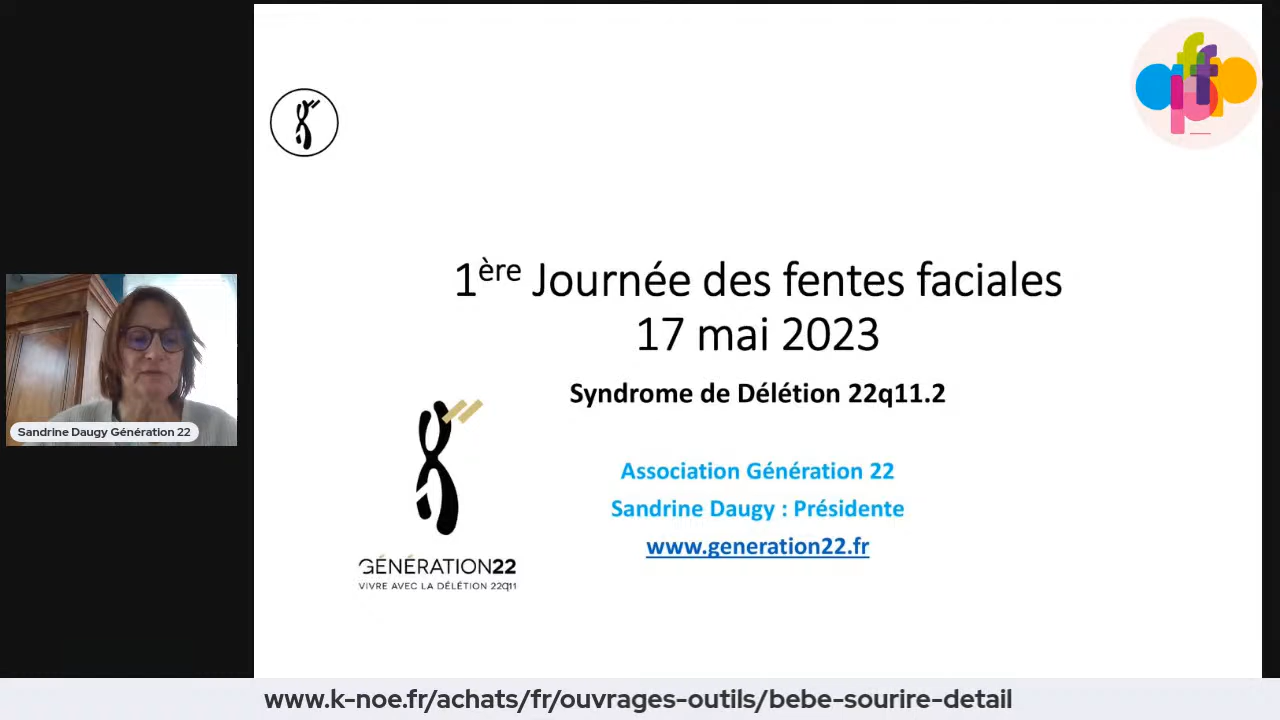 1ère Journée des fentes faciales
17 mai 2023
Syndrome de Délétion 22q11.2
Association Génération 22
Sandrine Daugy : Présidente
www.generation22.fr
GÉNÉRATION22
VIVRE AVEC LA DÉLÉTION 22q11
Sandrine Daugy Génération 22
www.k-noe.fr/achats/fr/ouvrages-outils/bebe-sourire-detail